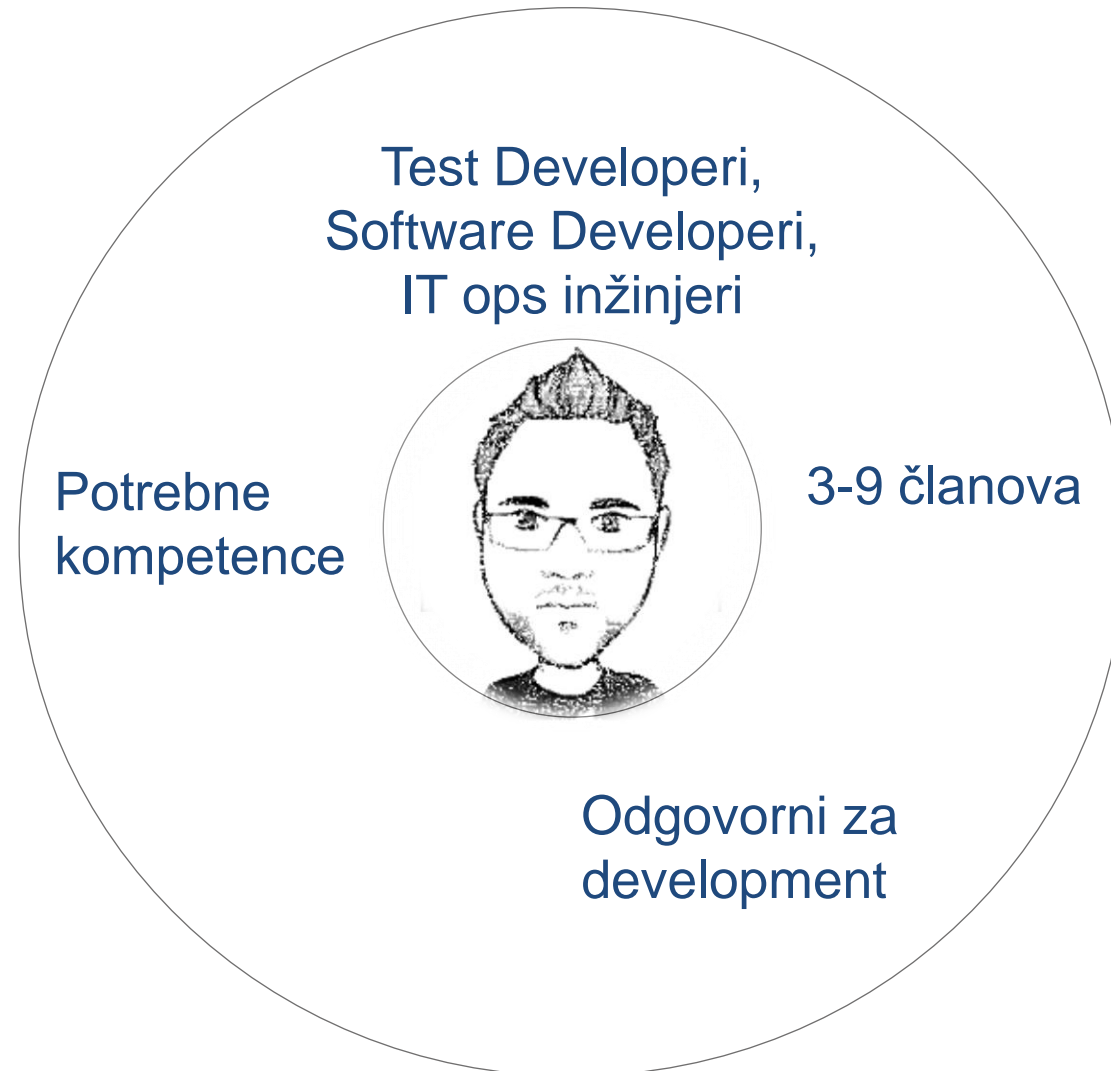 Test Developeri,
Software Developeri,
IT ops inžinjeri
Potrebne
kompetence
3-9 članova
Odgovorni za
development